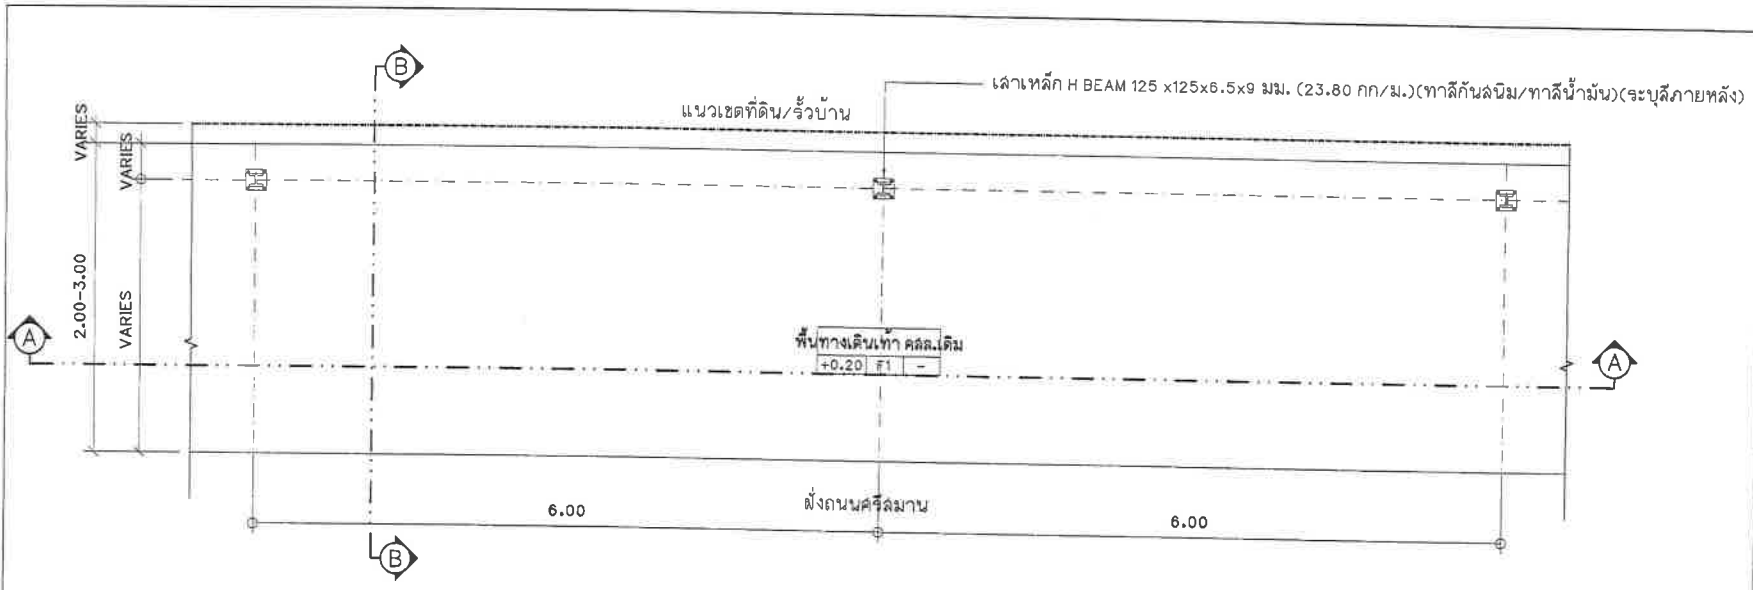 B
เสาเหล็ก H BEAM 125 x125x6.5x9 มม. (23.80 กก/ม.)(ทาสีกันสนิม/ทาสีน้ำมัน)(ระบุสีภายหลัง)
แนวเขตที่ดิน/รั้วบ้าน
VARIES
VARIES
2.00-3.00
VARIES
A
พื้นทางเดินเท้า คสล.เดิม
+0.20 F1 -
A
6.00
ฝั่งถนนศรีสมาน
6.00
B